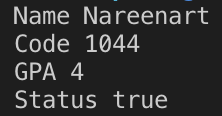 Name Nareenart
Code 1044
GPA 4
Status true